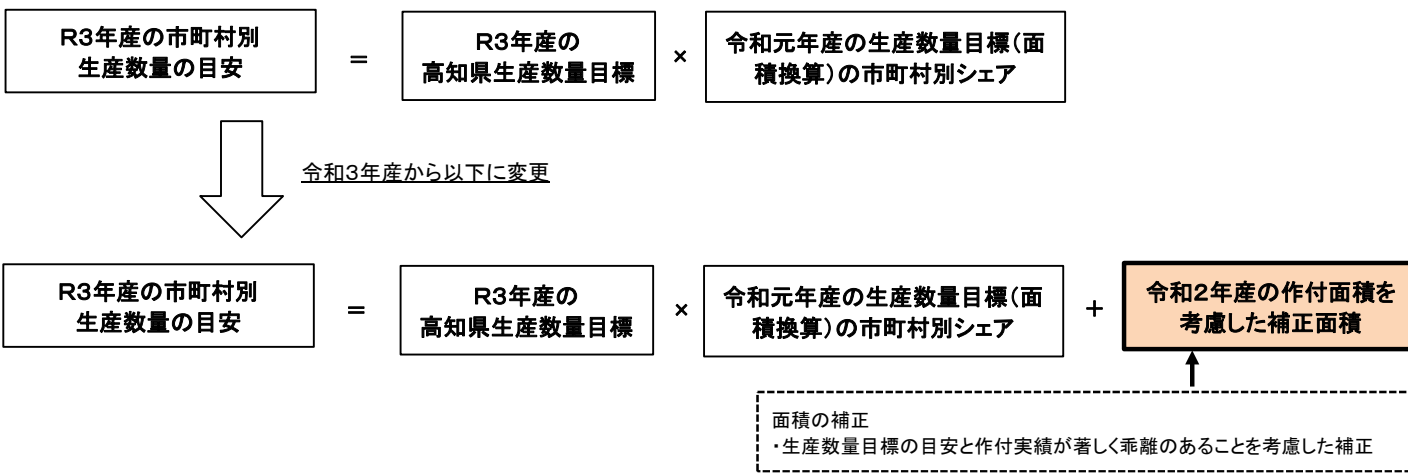 R3年産の市町村別
生産数量の目安
＝
R3年産の
高知県生産数量目標
×
令和元年産の生産数量目標（面
積換算）の市町村別シェア
令和3年産から以下に変更
R3年産の市町村別
生産数量の目安
＝
R3年産の
高知県生産数量目標
×
令和元年産の生産数量目標（面
積換算）の市町村別シェア
＋
令和2年産の作付面積を
考慮した補正面積
面積の補正
・生産数量目標の目安と作付実績が著しく乖離のあることを考慮した補正